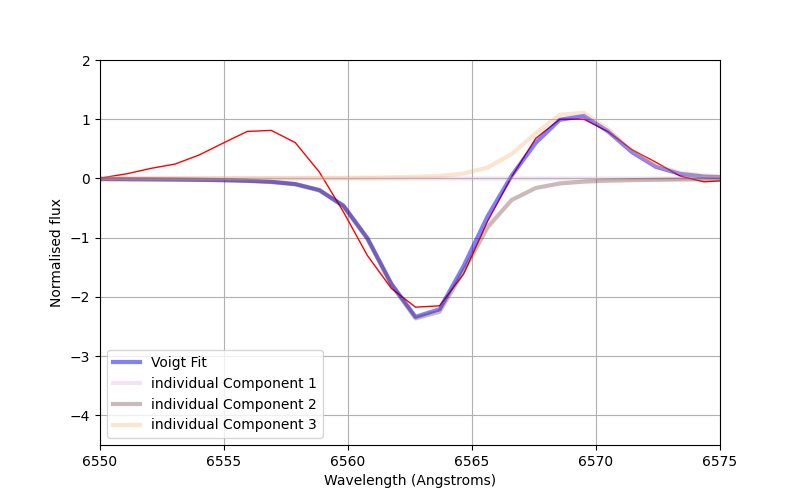 2
1
0
−1
−2
−3
−4
Normalised flux
Voigt Fit
individual Component 1
individual Component 2
individual Component 3
6550 6555 6560 6565 6570 6575
Wavelength (Angstroms)